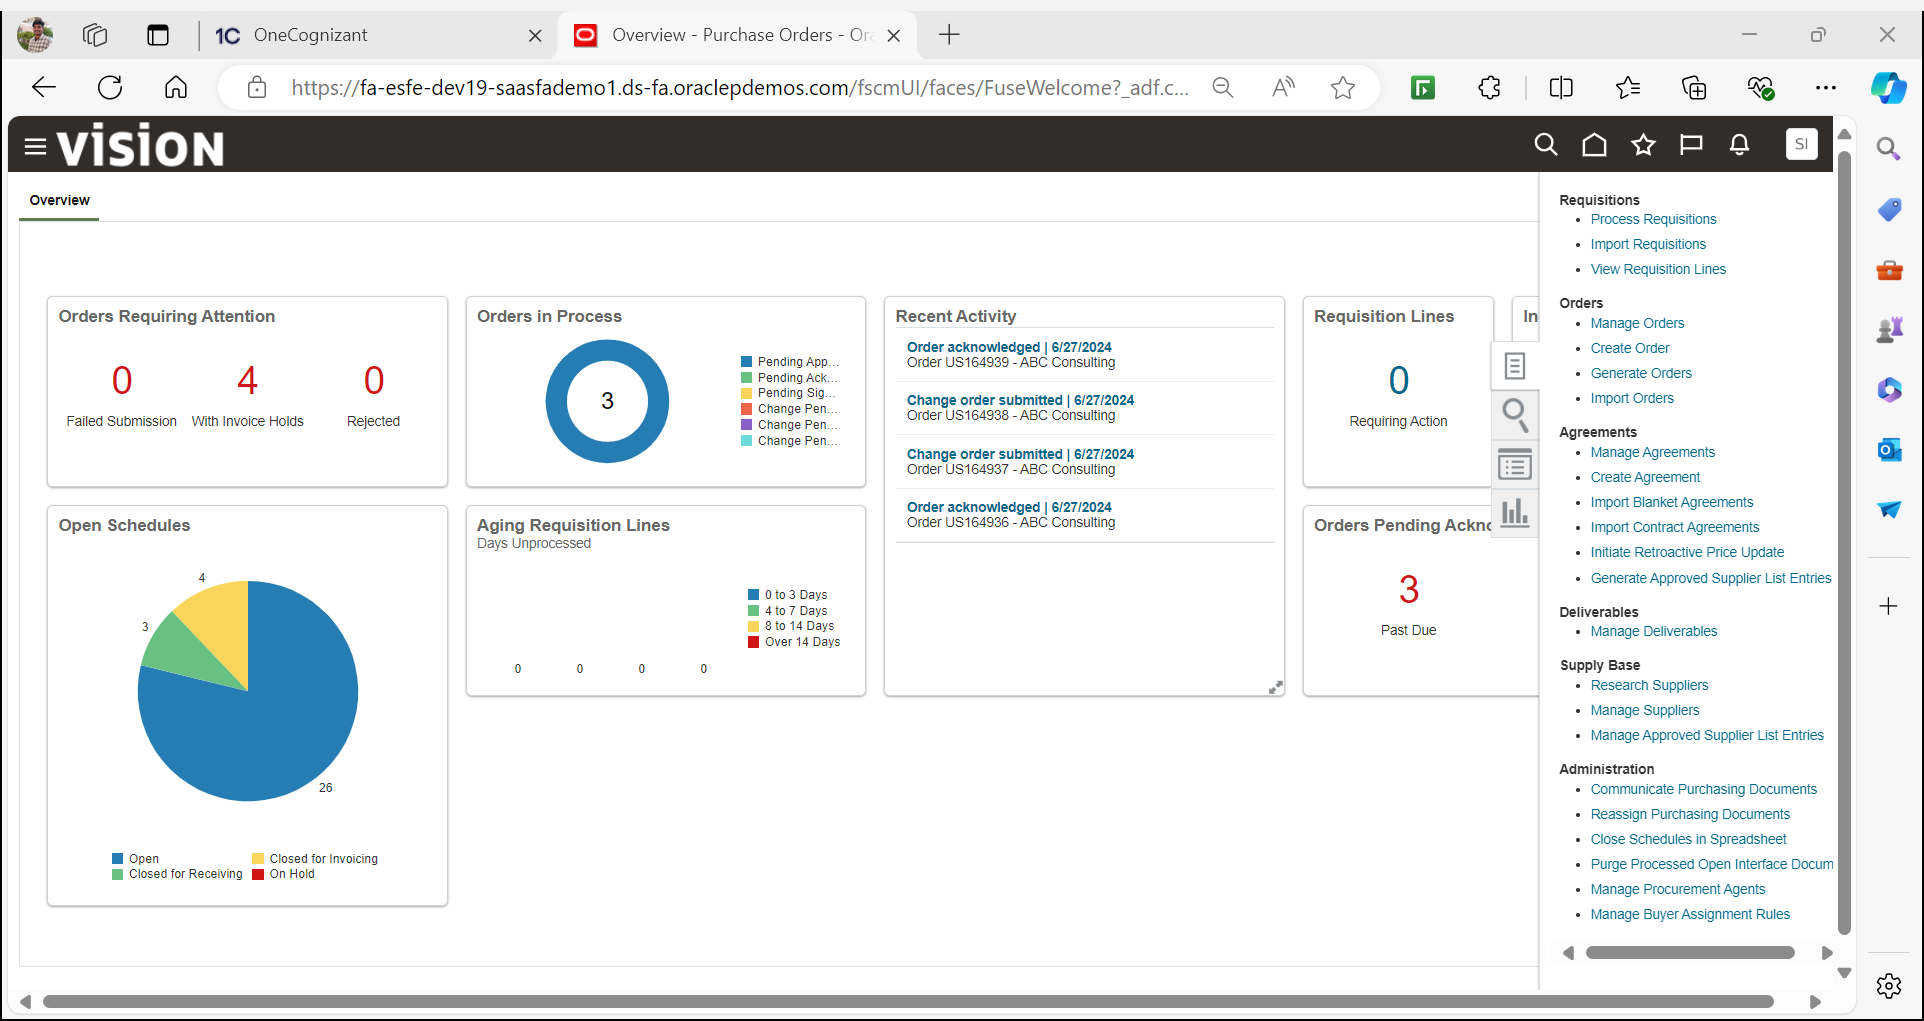 OneCognizant
Overview - Purchase Orders - Ora
https://fa-esfe-dev19-saasfademo1.ds-fa.oraclepdemos.com/fscmUI/faces/FuseWelcome?_adf.c...
VISION
SI
Overview
Orders Requiring Attention
0
4
0
Failed Submission
With Invoice Holds
Rejected
Orders in Process
3
Pending App...
Pending Ack...
Pending Sig...
Change Pen...
Change Pen...
Change Pen...
Recent Activity
Order acknowledged | 6/27/2024
Order US164939 - ABC Consulting
Change order submitted | 6/27/2024
Order US164938 - ABC Consulting
Change order submitted | 6/27/2024
Order US164937 - ABC Consulting
Order acknowledged | 6/27/2024
Order US164936 - ABC Consulting
Requisition Lines
0
Requiring Action
In
Open Schedules
4
3
26
Open
Closed for Invoicing
Closed for Receiving
On Hold
Aging Requisition Lines
Days Unprocessed
0 to 3 Days
4 to 7 Days
8 to 14 Days
Over 14 Days
0
0
0
0
Orders Pending Ackno
3
Past Due
Requisitions
Process Requisitions
Import Requisitions
View Requisition Lines
Orders
Manage Orders
Create Order
Generate Orders
Import Orders
Agreements
Manage Agreements
Create Agreement
Import Blanket Agreements
Import Contract Agreements
Initiate Retroactive Price Update
Generate Approved Supplier List Entries
Deliverables
Manage Deliverables
Supply Base
Research Suppliers
Manage Suppliers
Manage Approved Supplier List Entries
Administration
Communicate Purchasing Documents
Reassign Purchasing Documents
Close Schedules in Spreadsheet
Purge Processed Open Interface Docum
Manage Procurement Agents
Manage Buyer Assignment Rules